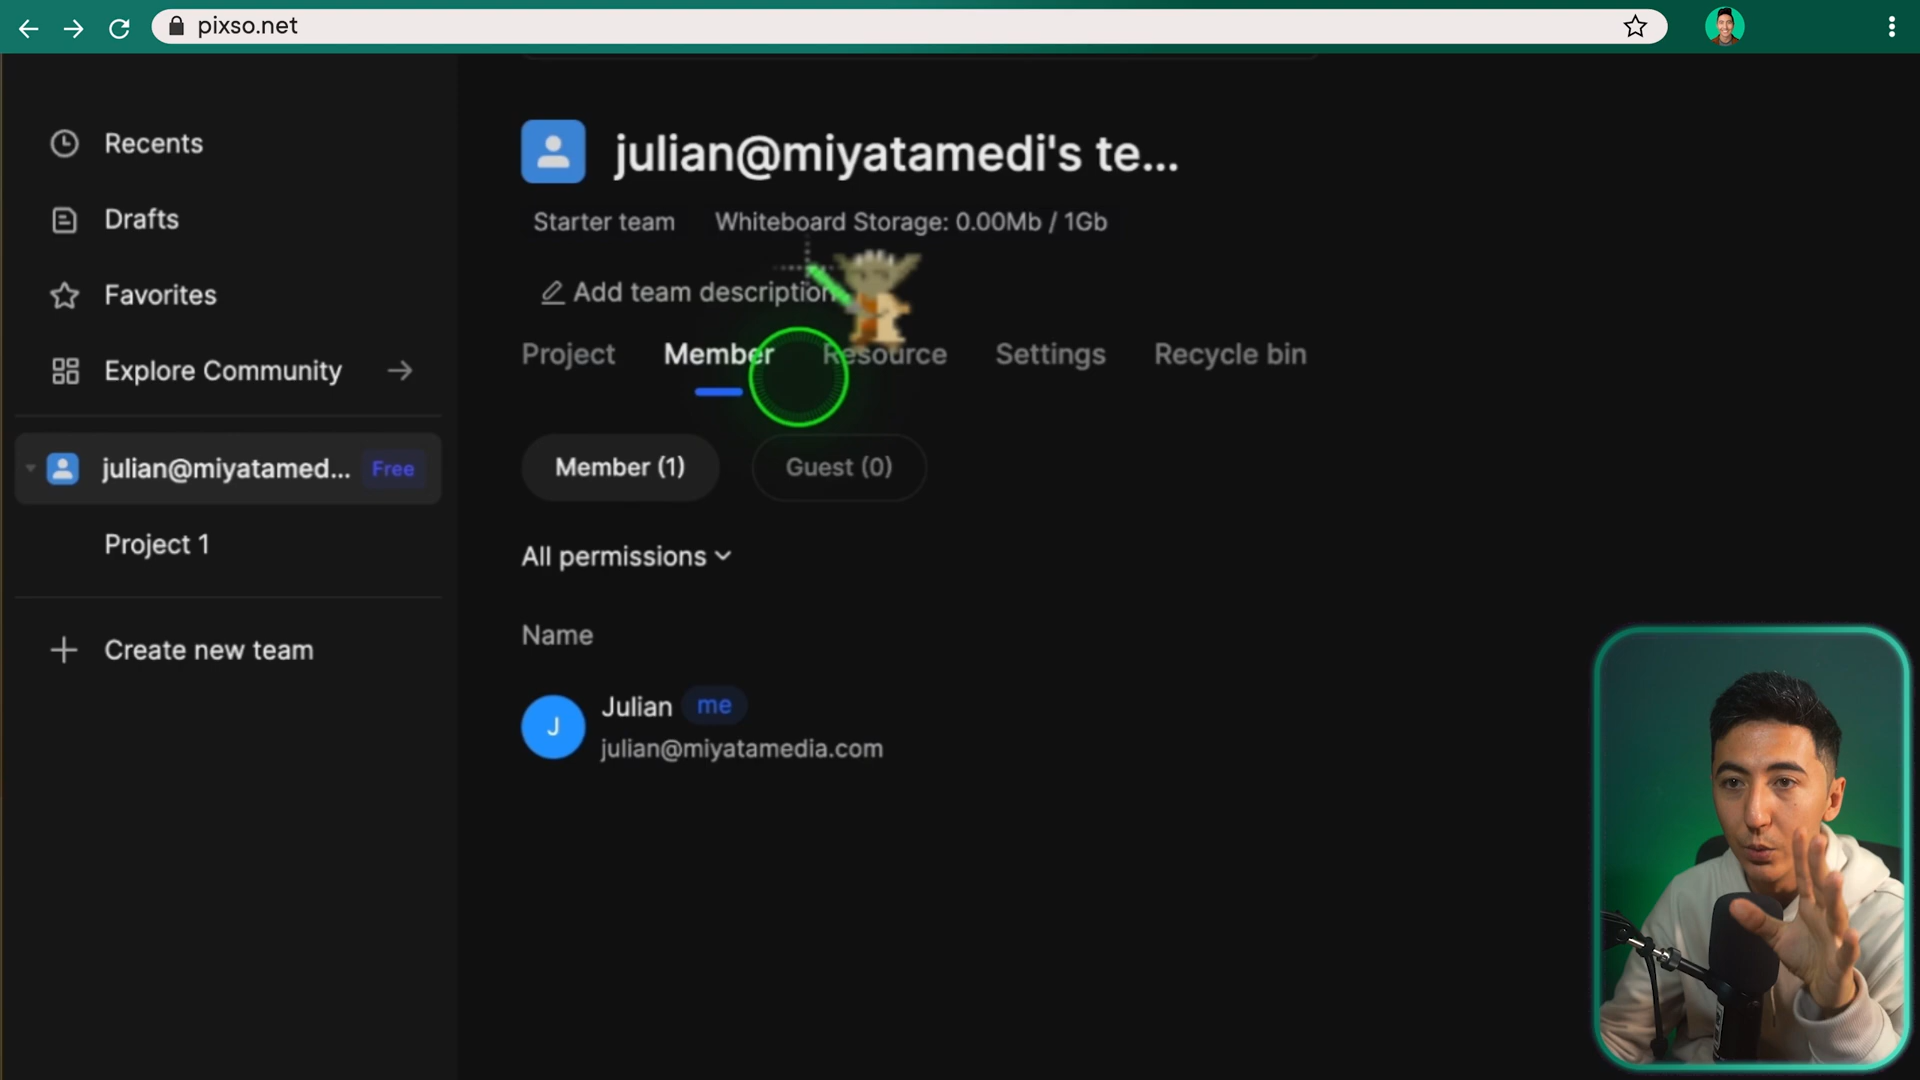 pixso.net
Recents
Drafts
Favorites
Explore Community
julian@miyatamed... Free
Project 1
Create new team
julian@miyatamedi's te...
Starter team Whiteboard Storage: 0.00Mb / 1Gb
Add team description
Project Member Resource Settings Recycle bin
Member (1) Guest (0)
All permissions
Name
J
Julian me
julian@miyatamedia.com